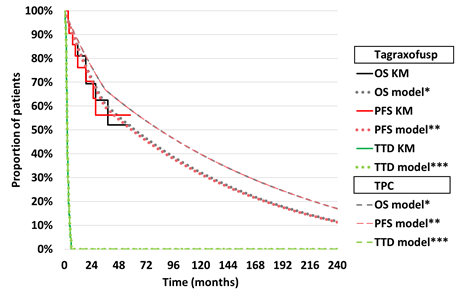 100%
90%
80%
70%
60%
50%
40%
30%
20%
10%
0%
Proportion of patients
0 24 48 72 96 120 144 168 192 216 240
Time (months)
Tagraxofusp
OS KM
OS model*
PFS KM
PFS model**
TTD KM
TTD model***
TPC
OS model*
PFS model**
TTD model***